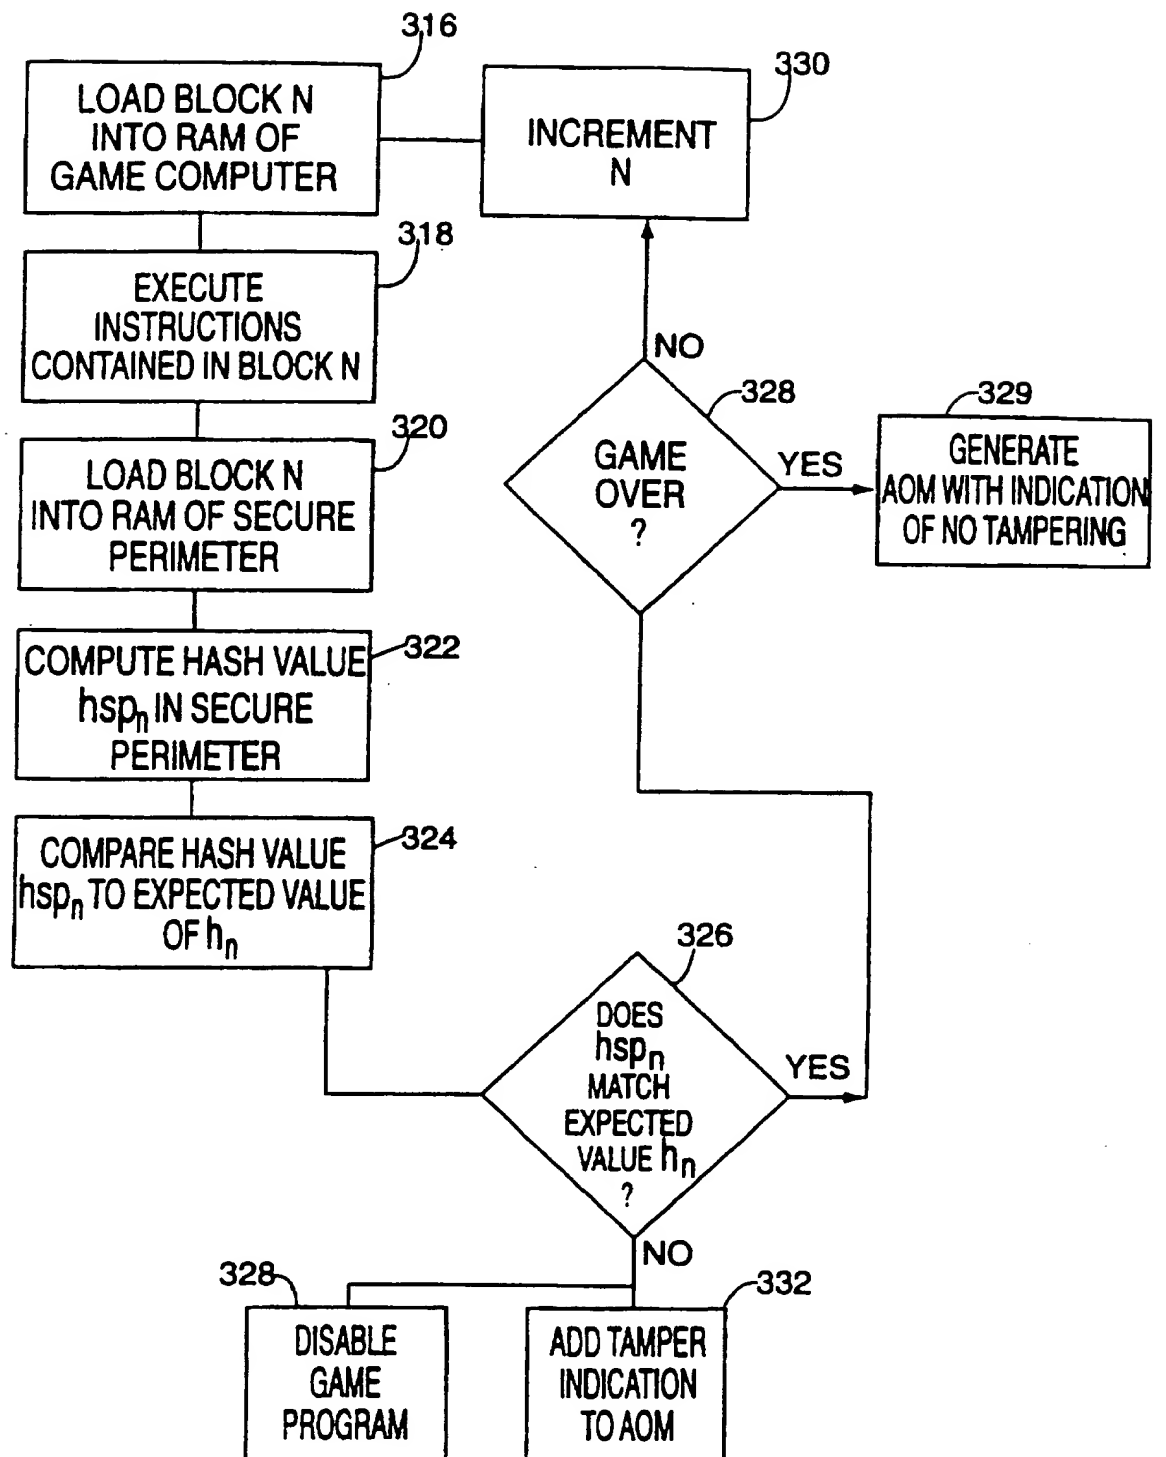 316
LOAD BLOCK N
INTO RAM OF
GAME COMPUTER
330
INCREMENT
N
318
EXECUTE
INSTRUCTIONS
CONTAINED IN BLOCK N
NO
328
GAME
OVER
?
YES
329
GENERATE
AOM WITH INDICATION
OF NO TAMPERING
320
LOAD BLOCK N
INTO RAM OF SECURE
PERIMETER
322
COMPUTE HASH VALUE
hspn IN SECURE
PERIMETER
324
COMPARE HASH VALUE
hspn TO EXPECTED VALUE
OF hn
326
DOES
hspn
MATCH
EXPECTED
VALUE hn
?
YES
NO
328
DISABLE
GAME
PROGRAM
332
ADD TAMPER
INDICATION
TO AOM